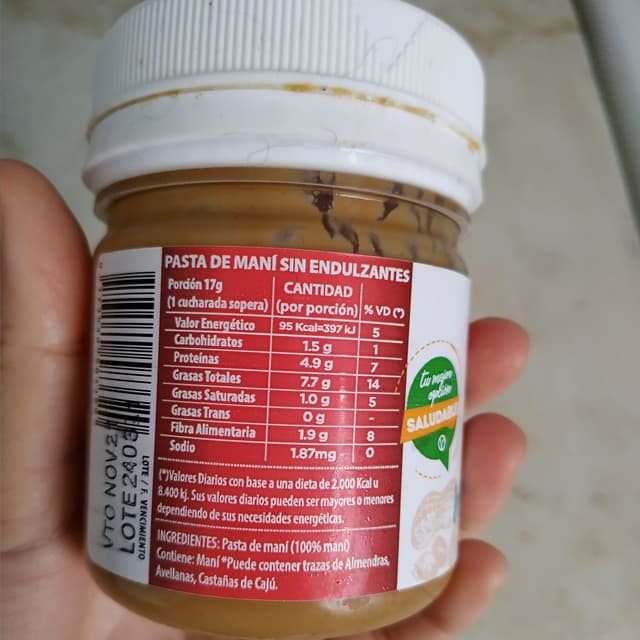 PASTA DE MANÍ SIN ENDULZANTES
Porción 17g
(1 cucharada sopera)
CANTIDAD
(por porción)
% VD (*)
Valor Energético 95 Kcal=397 kJ 5
Carbohidratos 1.5 g 1
Proteínas 4.9 g 7
Grasas Totales 7.7 g 14
Grasas Saturadas 1.0 g 5
Grasas Trans 0 g -
Fibra Alimentaria 1.9 g 8
Sodio 1.87mg 0
(*)Valores Diarios con base a una dieta de 2.000 Kcal u
8.400 kj. Sus valores diarios pueden ser mayores o menores
dependiendo de sus necesidades energéticas.
INGREDIENTES: Pasta de maní (100% maní)
Contiene: Maní *Puede contener trazas de Almendras,
Avellanas, Castañas de Cajú.
LOTE / F. VENCIMIENTO
VTO NOV2
LOTE2403
tu mejor
opción
SALUDABLE